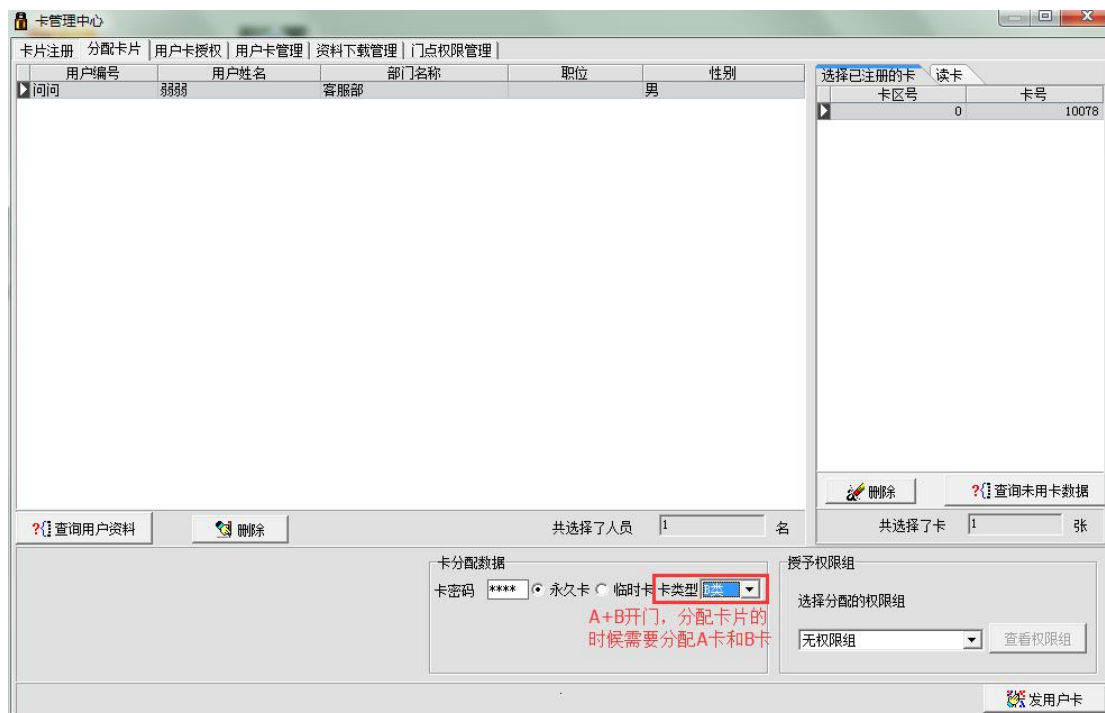 卡管理中心
卡片注册 分配卡片 用户卡授权 用户卡管理 资料下载管理 门点权限管理
用户编号 用户姓名 部门名称 职位 性别
问问 弱弱 客服部 男
选择已注册的卡 读卡
卡区号 卡号
0 10078
删除 ?{]查询未用卡数据
?{]查询用户资料 删除 共选择了人员 1 名
共选择了卡 1 张
卡分配数据
卡密码 **** 永久卡 临时卡 卡类型 B类
A+B开门,分配卡片的
时候需要分配A卡和B卡
授予权限组
选择分配的权限组
无权限组 查看权限组
发用户卡